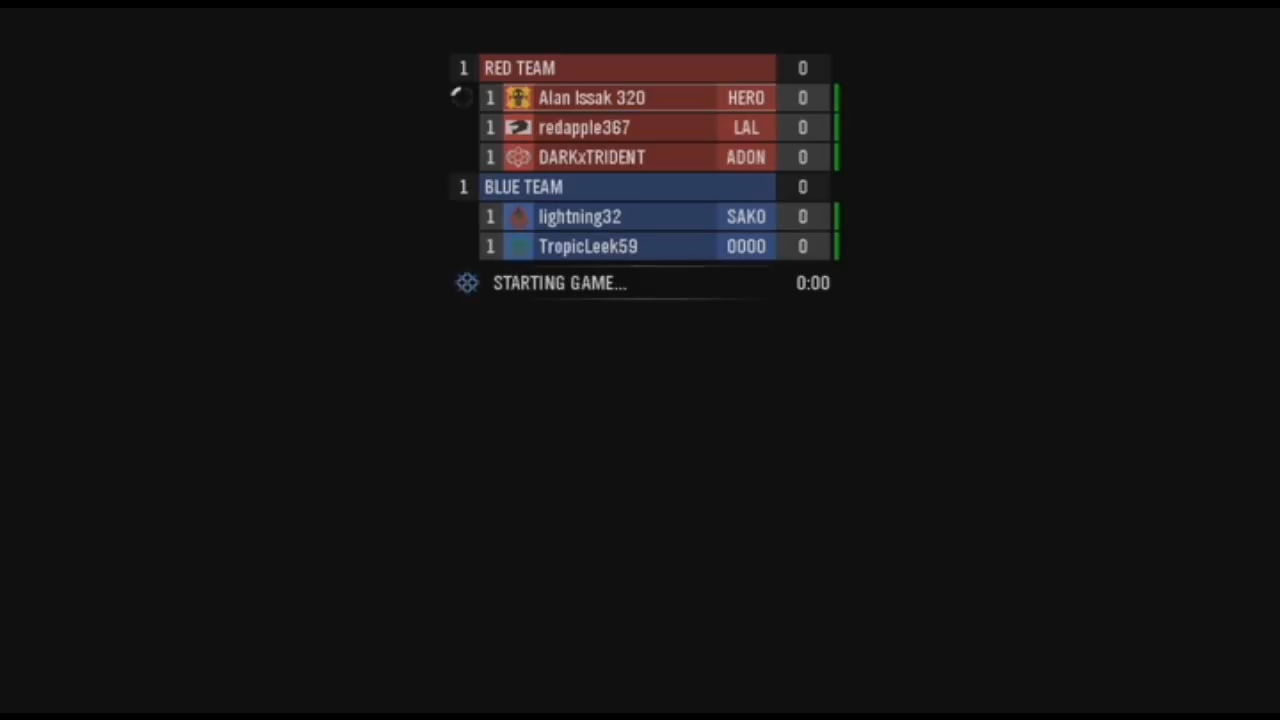 1 RED TEAM 0
1 Alan Issak 320 HERO 0
1 redapple367 LAL 0
1 DARKxTRIDENT ADON 0
1 BLUE TEAM 0
1 lightning32 SAKO 0
1 TropicLeek59 OOOO 0
STARTING GAME... 0:00